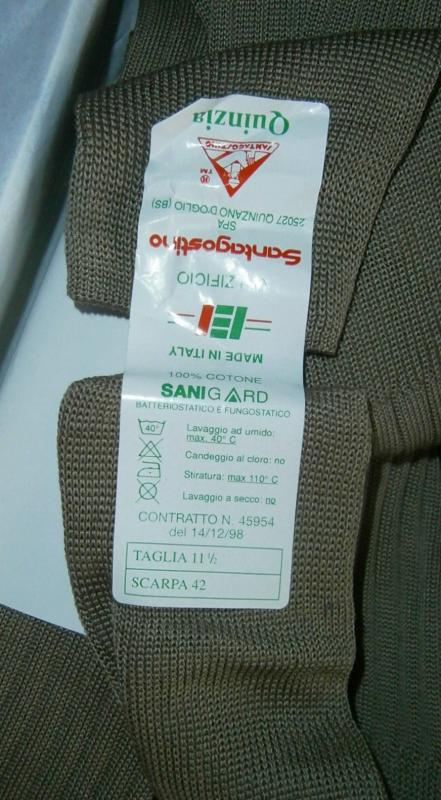 MADE IN ITALY
CALZIFICIO
Santagostino
SPA
25027 QUINZANO D'OGLIO (BS)
™ ®
SANTAGOSTINO
Quinzia
100% COTONE
SANIGARD
BATTERIOSTATICO E FUNGOSTATICO
40°
Lavaggio ad umido:
max. 40° C
Candeggio al cloro: no
Stiratura: max 110° C
Lavaggio a secco: no
CONTRATTO N. 45954
del 14/12/98
TAGLIA 11 ½
SCARPA 42